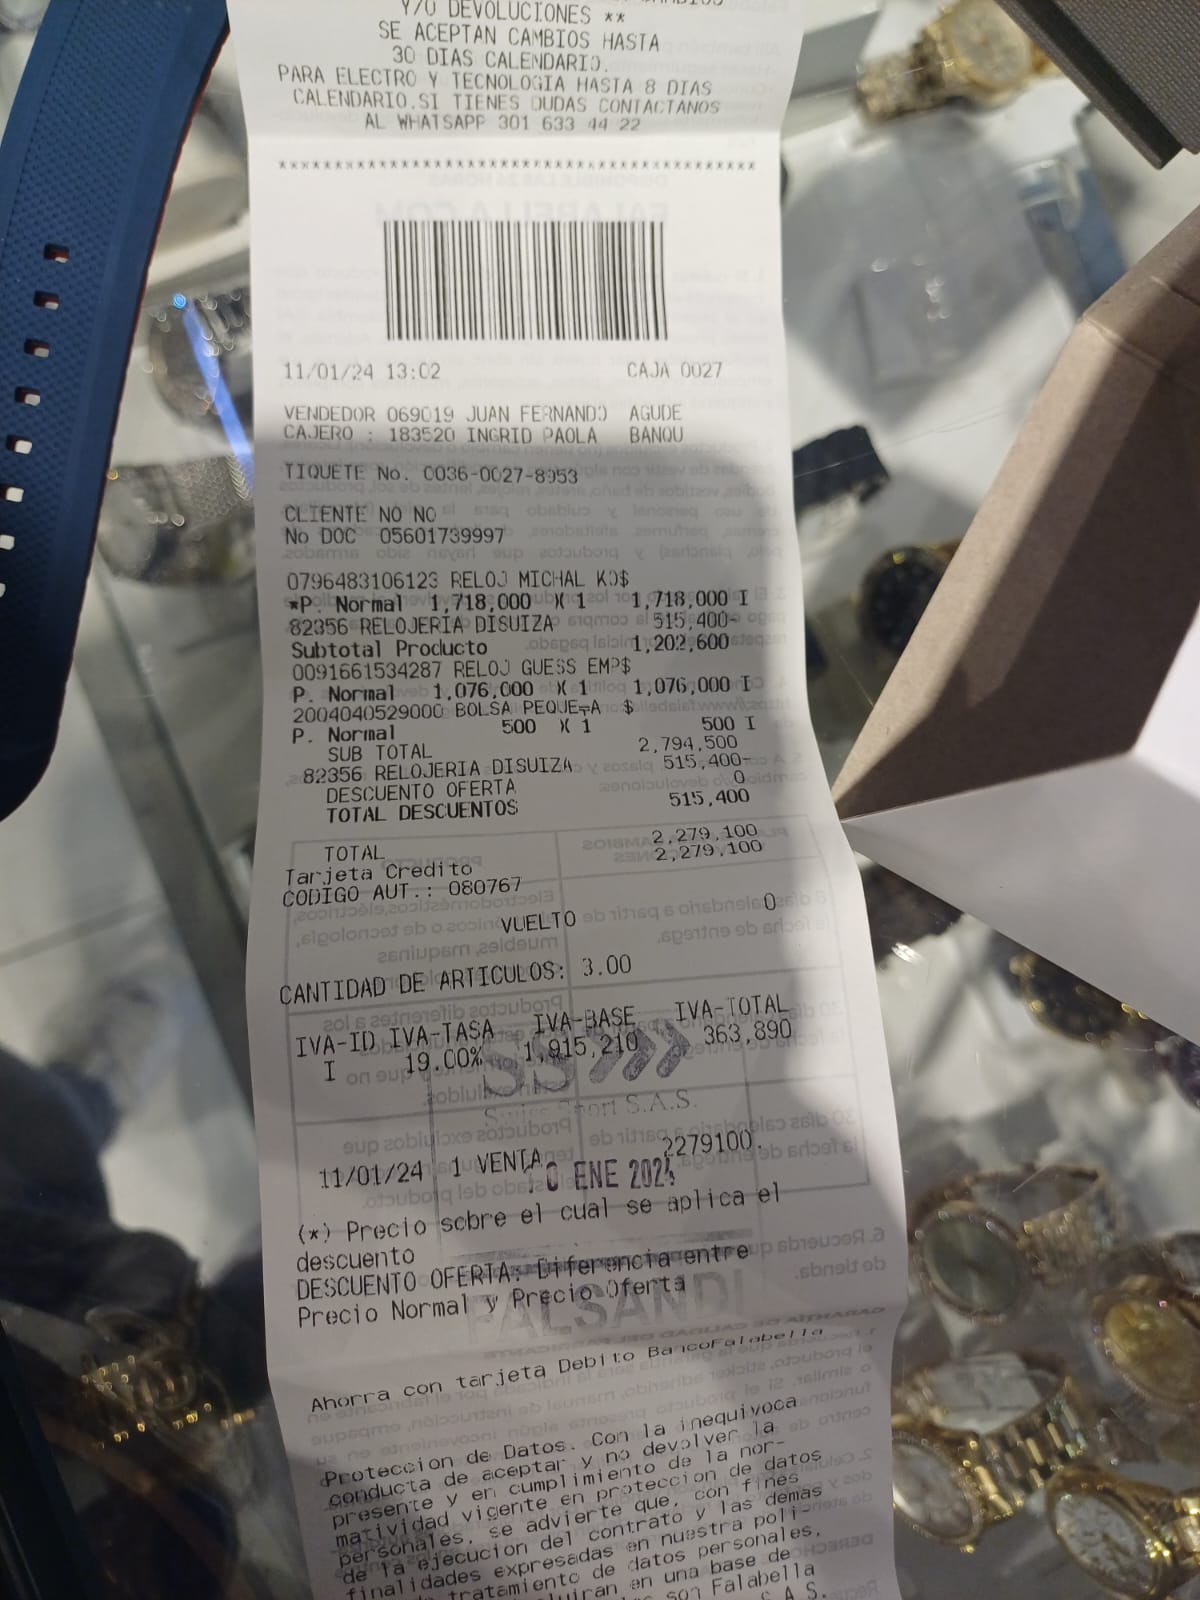 Y/O DEVOLUCIONES **
SE ACEPTAN CAMBIOS HASTA
30 DIAS CALENDARIO.
PARA ELECTRO Y TECNOLOGIA HASTA 8 DIAS
CALENDARIO.SI TIENES DUDAS CONTACTANOS
AL WHATSAPP 301 633 44 22
11/01/24 13:02 CAJA 0027
VENDEDOR 069019 JUAN FERNANDO AGUDE
CAJERO : 183520 INGRID PAOLA BANQU
TIQUETE No. 0036-0027-8953
CLIENTE NO NO
No DOC 05601739997
0796483106123 RELOJ MICHAL KO$
*P. Normal 1,718,000 X 1 1,718,000 I
82356 RELOJERIA DISUIZA 515,400-
Subtotal Producto 1,202,600
0091661534287 RELOJ GUESS EMP$
P. Normal 1,076,000 X 1 1,076,000 I
2004040529000 BOLSA PEQUE╤A $
P. Normal 500 X 1 500 I
SUB TOTAL 2,794,500
82356 RELOJERIA DISUIZA 515,400-
DESCUENTO OFERTA 0
TOTAL DESCUENTOS 515,400
TOTAL 2,279,100
Tarjeta Credito 2,279,100
CODIGO AUT.: 080767
VUELTO 0
CANTIDAD DE ARTICULOS: 3.00
IVA-ID IVA-TASA IVA-BASE IVA-TOTAL
I 19.00% 1,915,210 363,890
SS
Swiss Sport S.A.S.
11/01/24 1 VENTA 2279100.
0 ENE 2024
(*) Precio sobre el cual se aplica el
descuento
DESCUENTO OFERTA: Diferencia entre
Precio Normal y Precio Oferta
FALSANDI
Ahorra con tarjeta Debito BancoFalabella
Proteccion de Datos. Con la inequivoca
conducta de aceptar y no devolver la
presente y en cumplimiento de la nor-
matividad vigente en proteccion de datos
personales, se advierte que, con fines
de la ejecucion del contrato y las demas
finalidades expresadas en nuestra poli-
tratamiento de datos personales,
en una base de
son Falabella
S.A.S.